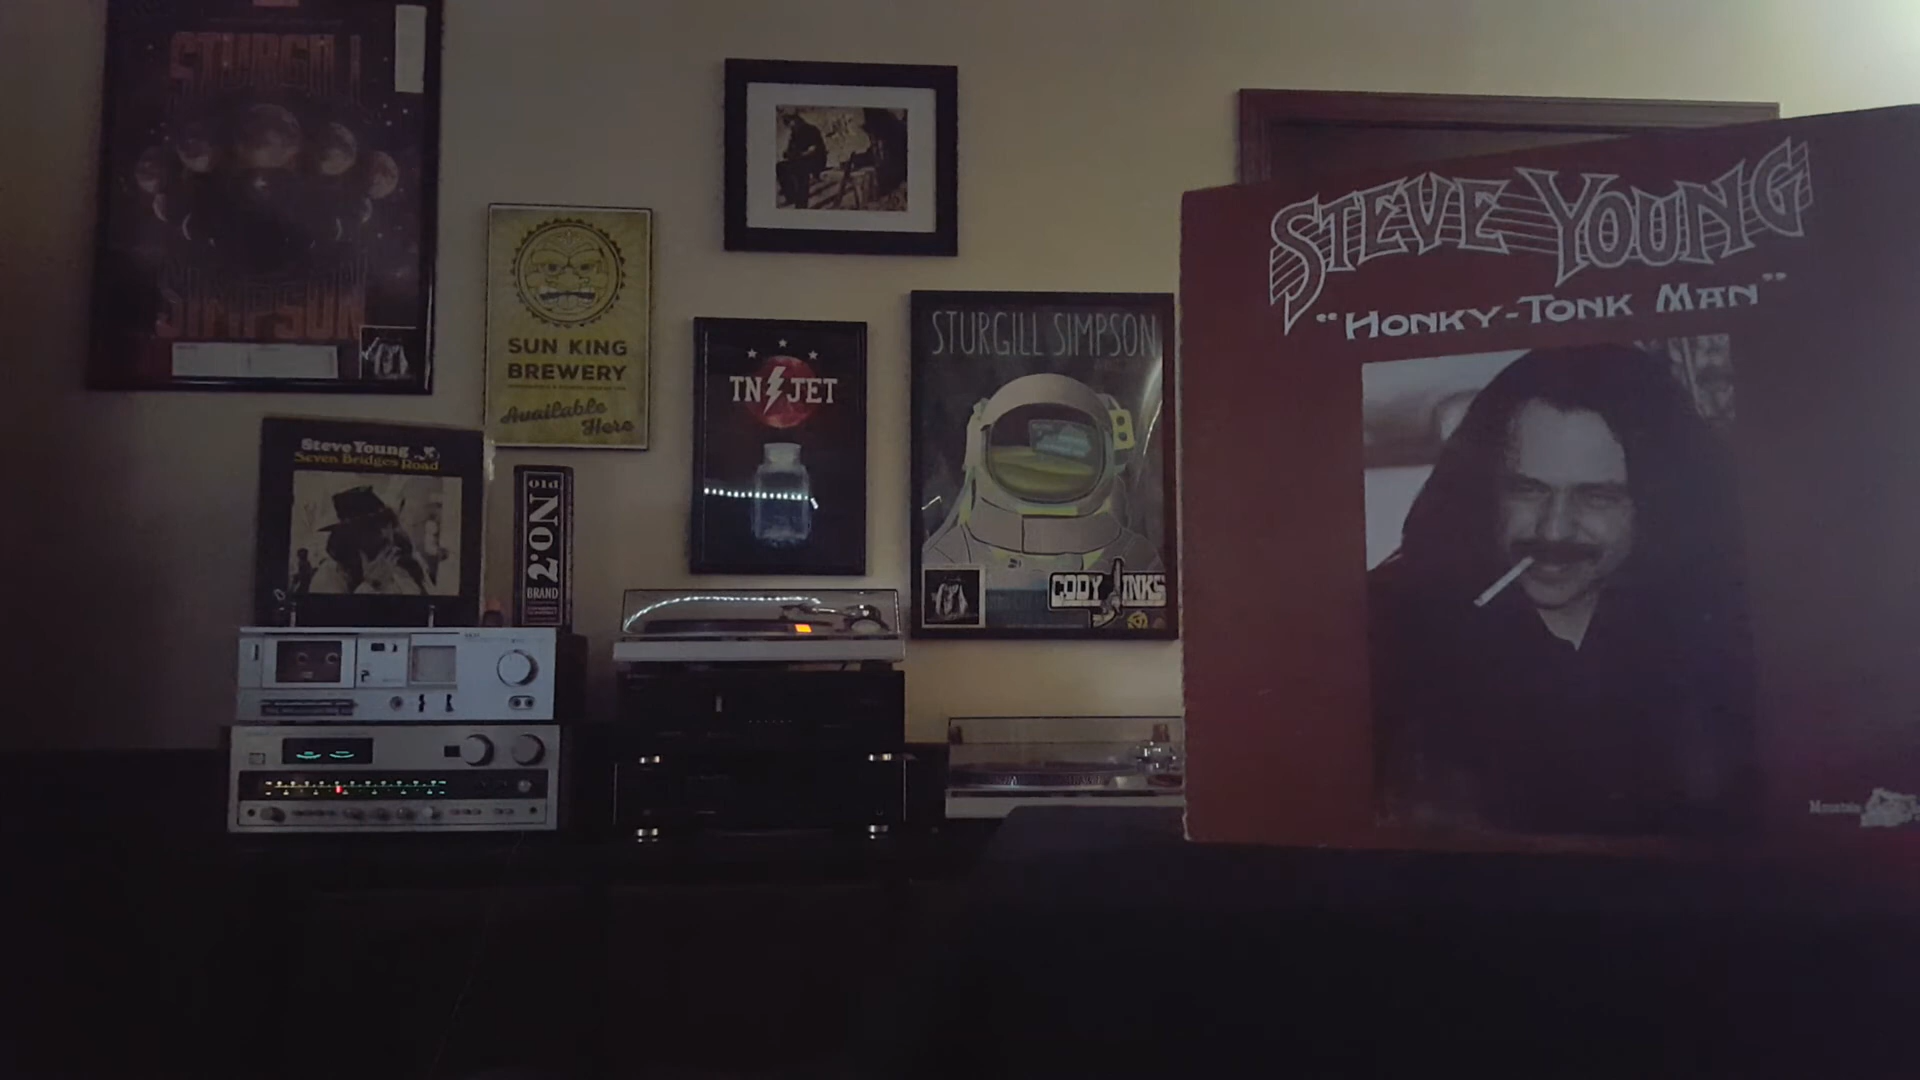 STURGILL
SIMPSON
SUN KING
BREWERY
Available
Here
TN JET
STURGILL SIMPSON
CODY JINKS
Steve Young
Seven Bridges Road
Old
No. 2
BRAND
STEVE YOUNG
"HONKY-TONK MAN"
Mountain